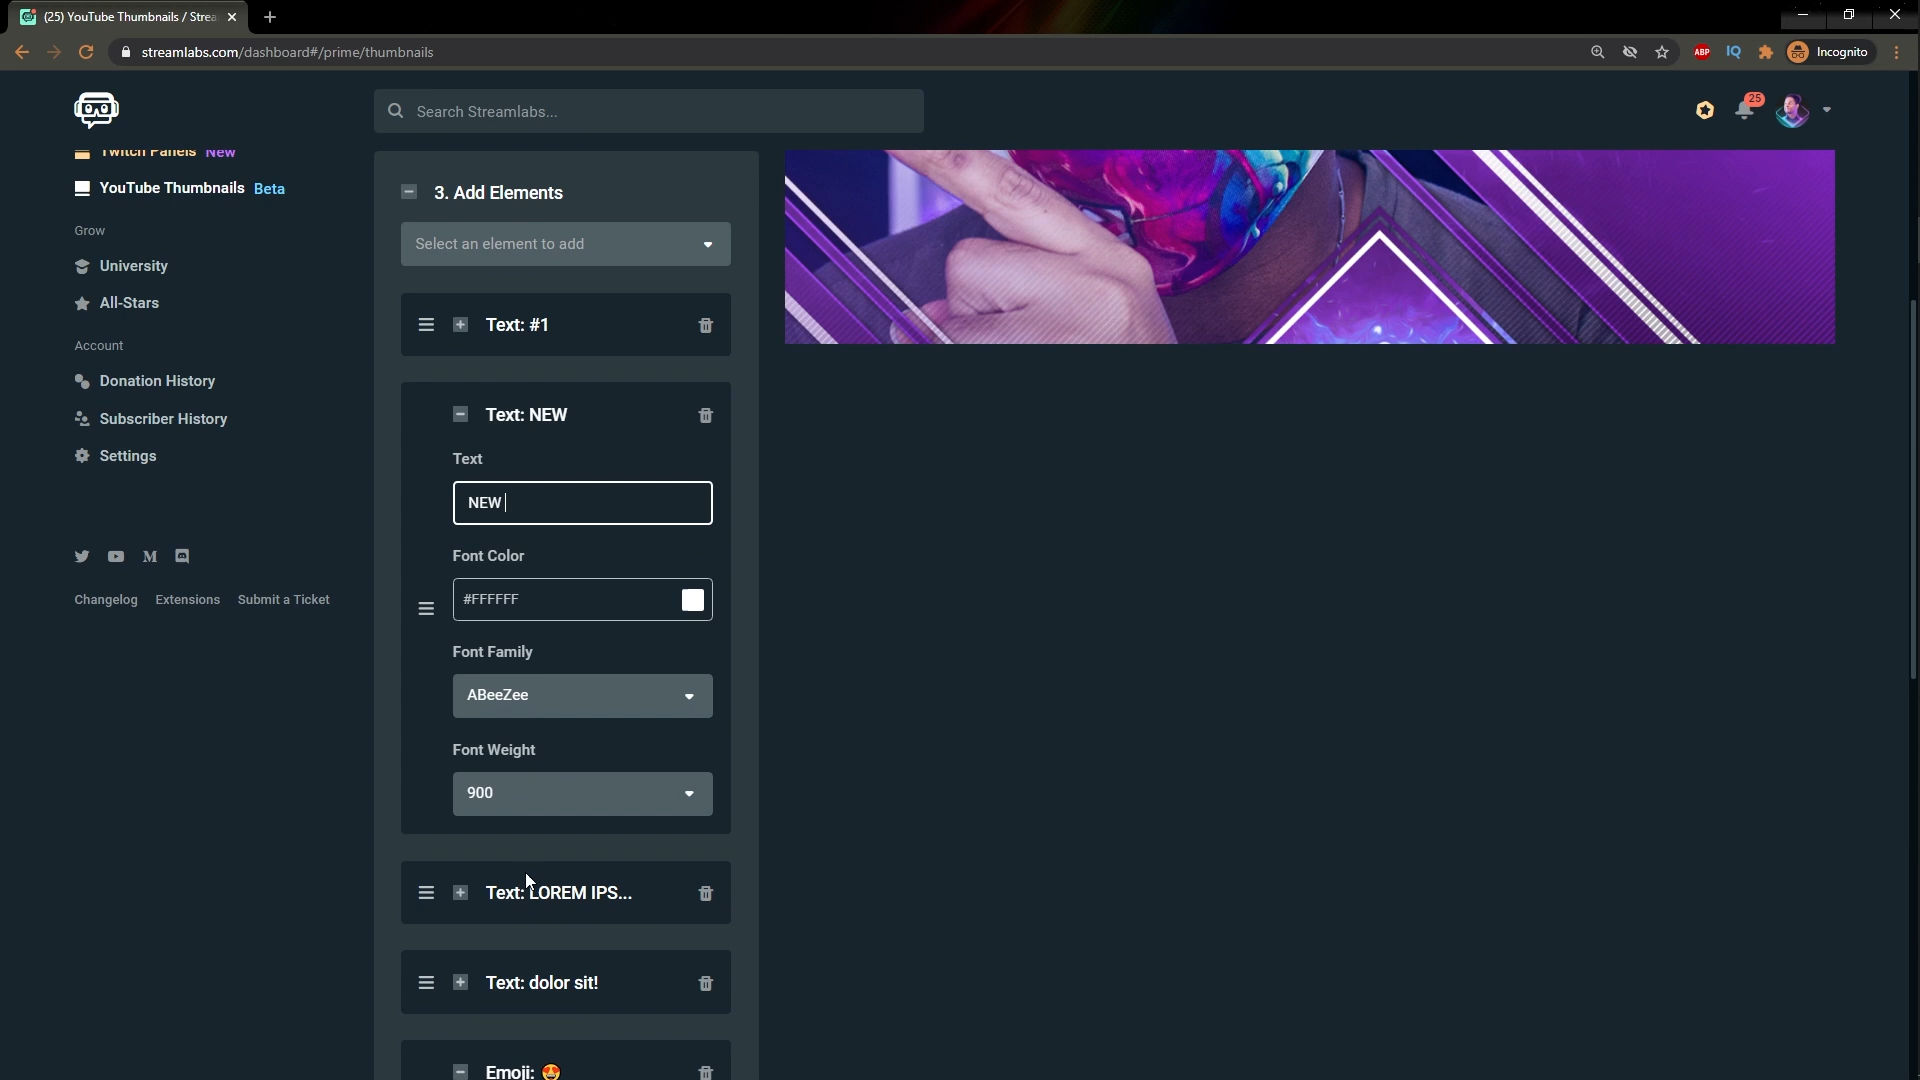 (25) YouTube Thumbnails / Strea
streamlabs.com/dashboard#/prime/thumbnails
ABP
IQ
Incognito
Search Streamlabs...
25
Twitch Panels New
YouTube Thumbnails Beta
Grow
University
All-Stars
Account
Donation History
Subscriber History
Settings
M
Changelog Extensions Submit a Ticket
3. Add Elements
Select an element to add
Text: #1
Text: NEW
Text
NEW
Font Color
#FFFFFF
Font Family
ABeeZee
Font Weight
900
Text: LOREM IPS...
Text: dolor sit!
Emoji: 😍